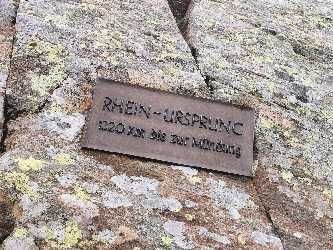 RHEIN-URSPRUNG
1320 km bis zur Mündung